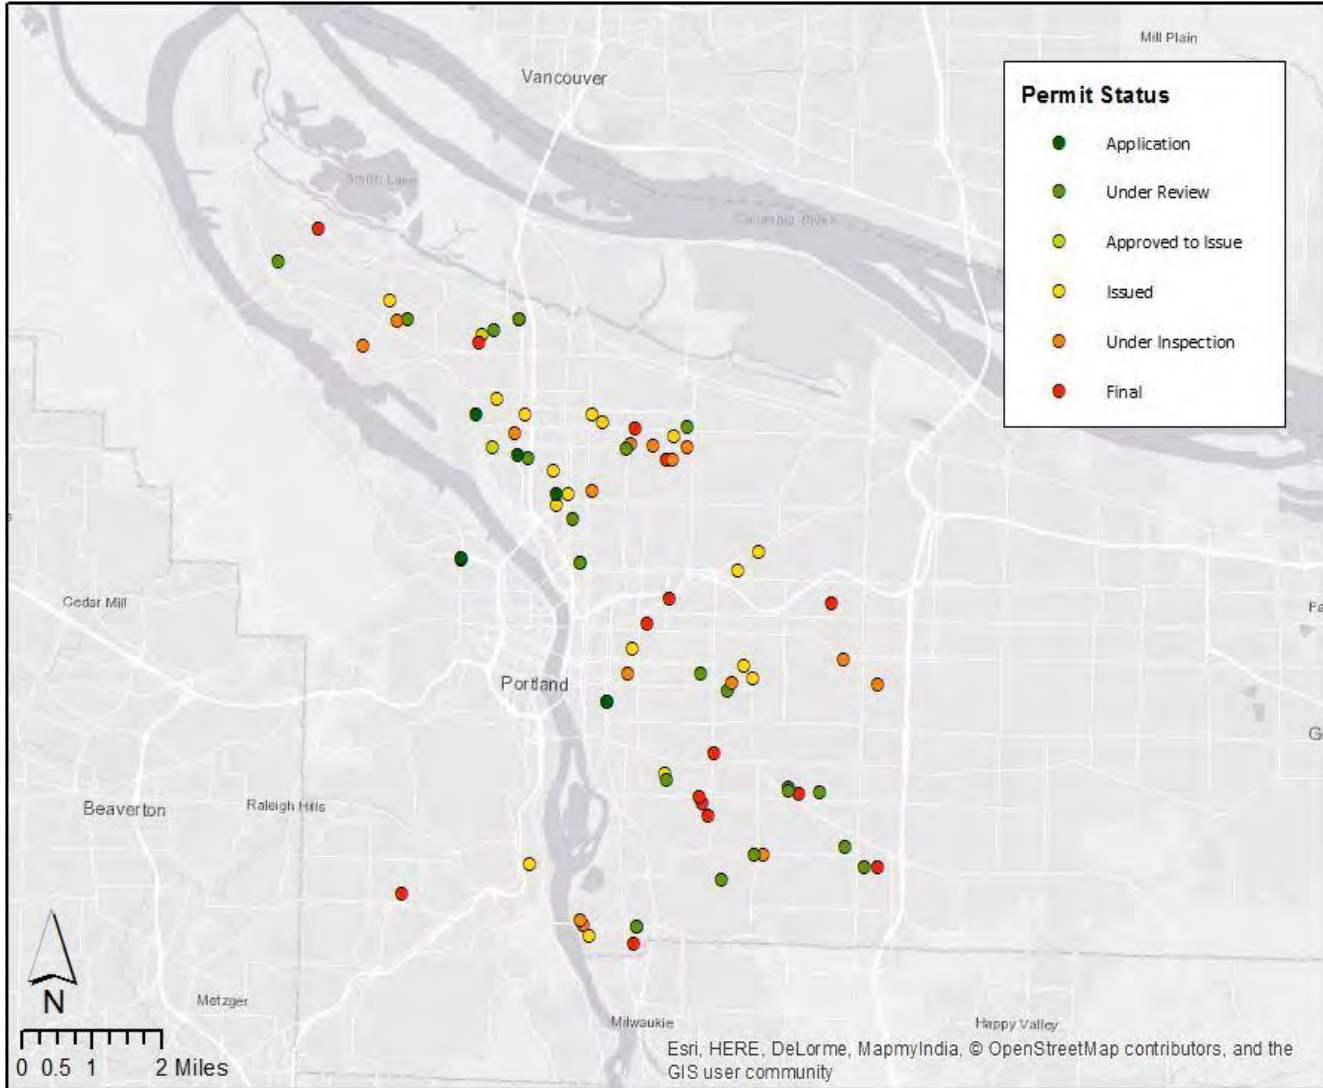 Mill Plain
Vancouver
Permit Status
Application
Under Review
Approved to Issue
Issued
Under Inspection
Final
Smith Lake
Columbia River
Cedar Mill
Fa
Portland
G
Beaverton
Raleigh Hills
N
Metzger
Milwaukie
Happy Valley
0 0.5 1 2 Miles
Esri, HERE, DeLorme, MapmyIndia, © OpenStreetMap contributors, and the
GIS user community